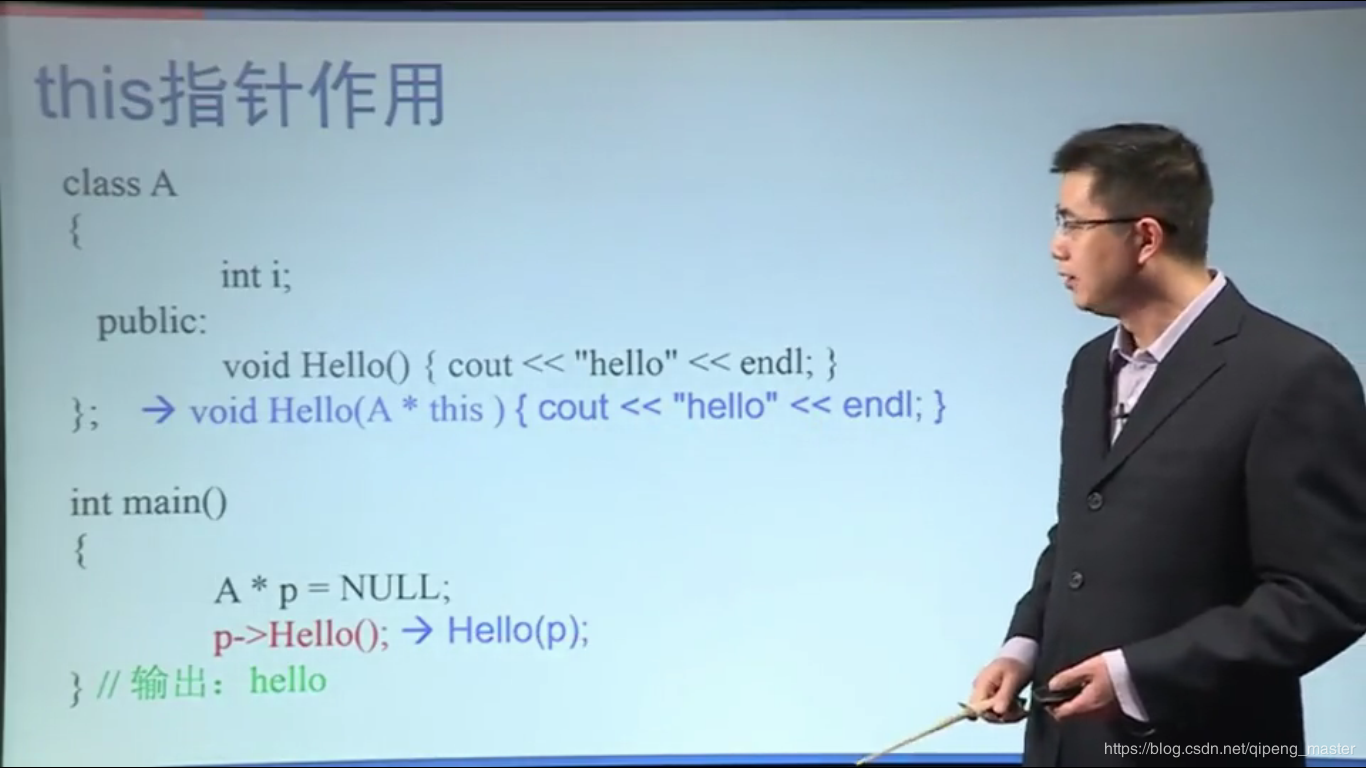 this指针作用
class A
{
int i;
public:
void Hello() { cout << "hello" << endl; }
}; → void Hello(A * this ) { cout << "hello" << endl; }
int main()
{
A * p = NULL;
p->Hello(); → Hello(p);
} // 输出：hello
https://blog.csdn.net/qipeng_master